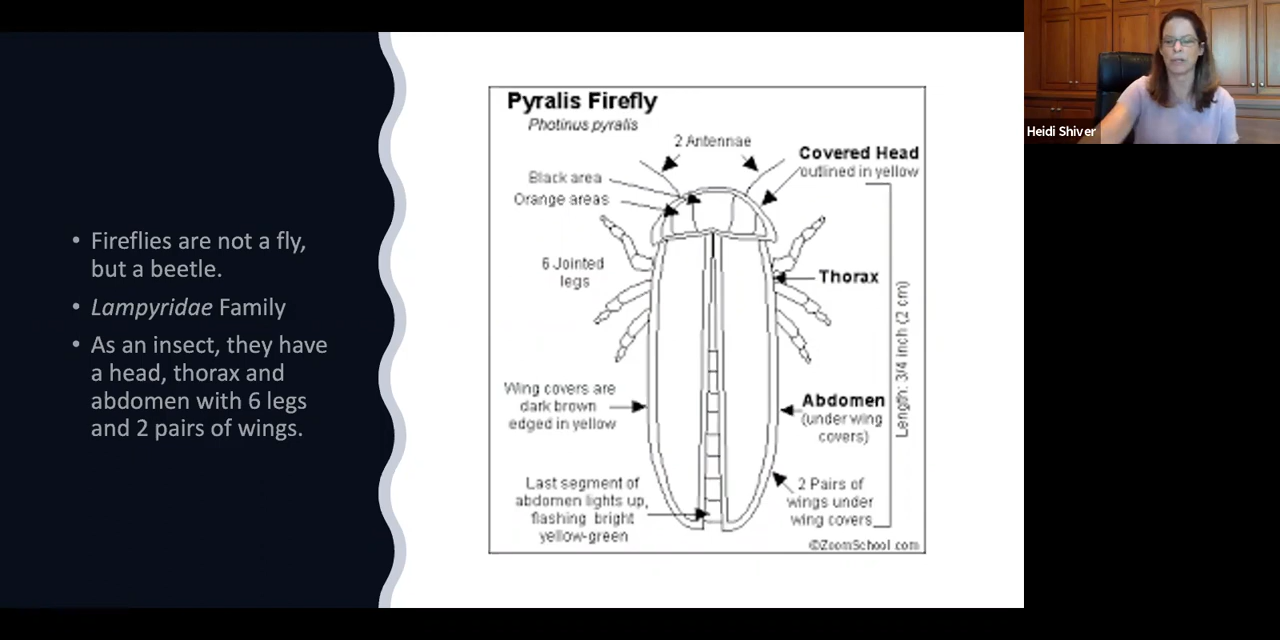 • Fireflies are not a fly,
but a beetle.
• Lampyridae Family
• As an insect, they have
a head, thorax and
abdomen with 6 legs
and 2 pairs of wings.
Pyralis Firefly
Photinus pyralis
2 Antennae
Covered Head
outlined in yellow
Black area
Orange areas
6 Jointed
legs
Thorax
Length: 3/4 inch (2 cm)
Wing covers are
dark brown
edged in yellow
Abdomen
(under wing
covers)
Last segment of
abdomen lights up,
flashing bright
yellow-green
2 Pairs of
wings under
wing covers
©ZoomSchool.com
Heidi Shiver